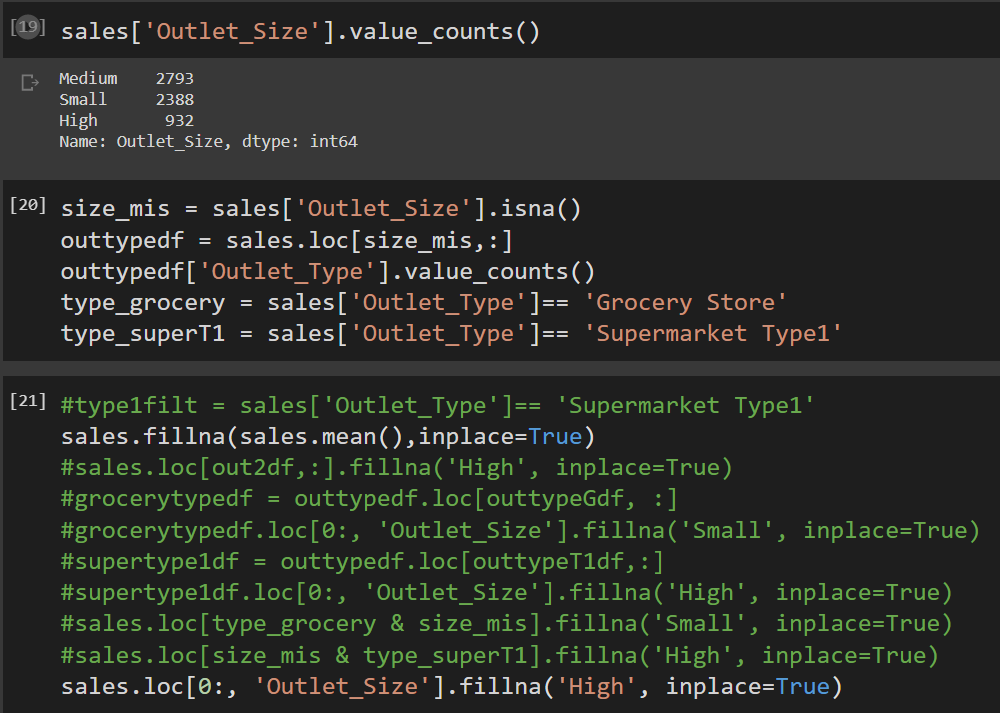 [19] sales['Outlet_Size'].value_counts()
Medium    2793
Small     2388
High       932
Name: Outlet_Size, dtype: int64
[20] size_mis = sales['Outlet_Size'].isna()
outtypedf = sales.loc[size_mis,:]
outtypedf['Outlet_Type'].value_counts()
type_grocery = sales['Outlet_Type']== 'Grocery Store'
type_superT1 = sales['Outlet_Type']== 'Supermarket Type1'
[21] #type1filt = sales['Outlet_Type']== 'Supermarket Type1'
sales.fillna(sales.mean(),inplace=True)
#sales.loc[out2df,:].fillna('High', inplace=True)
#grocerytypedf = outtypedf.loc[outtypeGdf, :]
#grocerytypedf.loc[0:, 'Outlet_Size'].fillna('Small', inplace=True)
#supertype1df = outtypedf.loc[outtypeT1df,:]
#supertype1df.loc[0:, 'Outlet_Size'].fillna('High', inplace=True)
#sales.loc[type_grocery & size_mis].fillna('Small', inplace=True)
#sales.loc[size_mis & type_superT1].fillna('High', inplace=True)
sales.loc[0:, 'Outlet_Size'].fillna('High', inplace=True)